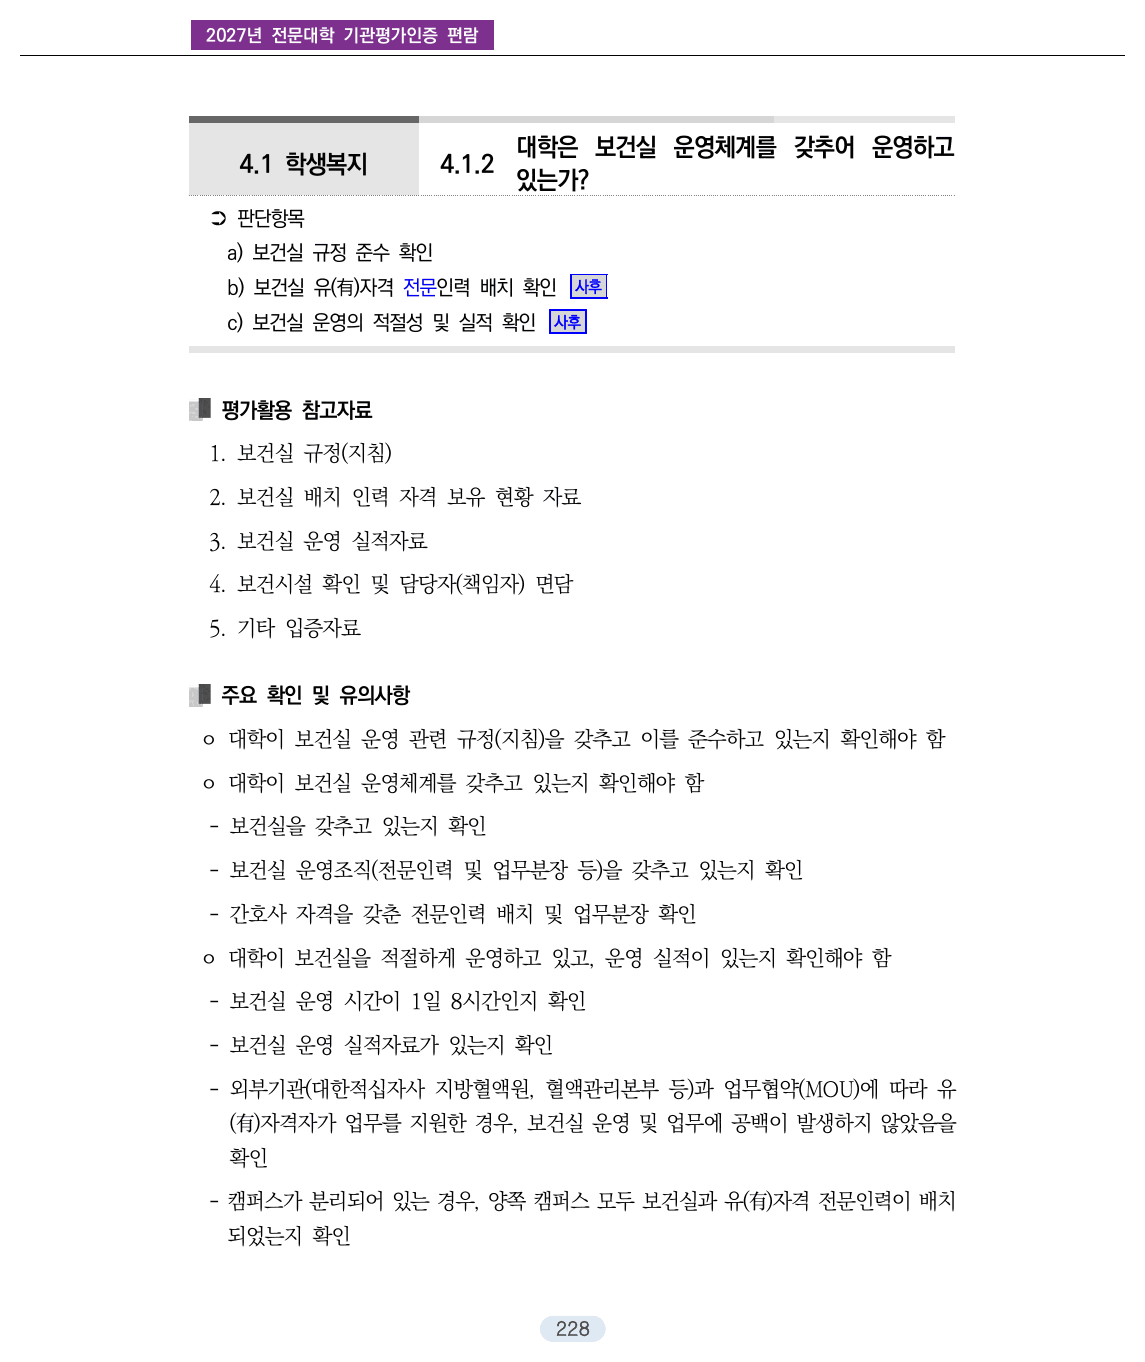 2027년 전문대학 기관평가인증 편람
4.1 학생복지
4.1.2
대학은 보건실 운영체계를 갖추어 운영하고
있는가?
➲ 판단항목
a) 보건실 규정 준수 확인
b) 보건실 유(有)자격 전문인력 배치 확인 사후
c) 보건실 운영의 적절성 및 실적 확인 사후
평가활용 참고자료
1. 보건실 규정(지침)
2. 보건실 배치 인력 자격 보유 현황 자료
3. 보건실 운영 실적자료
4. 보건시설 확인 및 담당자(책임자) 면담
5. 기타 입증자료
주요 확인 및 유의사항
ㅇ 대학이 보건실 운영 관련 규정(지침)을 갖추고 이를 준수하고 있는지 확인해야 함
ㅇ 대학이 보건실 운영체계를 갖추고 있는지 확인해야 함
- 보건실을 갖추고 있는지 확인
- 보건실 운영조직(전문인력 및 업무분장 등)을 갖추고 있는지 확인
- 간호사 자격을 갖춘 전문인력 배치 및 업무분장 확인
ㅇ 대학이 보건실을 적절하게 운영하고 있고, 운영 실적이 있는지 확인해야 함
- 보건실 운영 시간이 1일 8시간인지 확인
- 보건실 운영 실적자료가 있는지 확인
- 외부기관(대한적십자사 지방혈액원, 혈액관리본부 등)과 업무협약(MOU)에 따라 유
(有)자격자가 업무를 지원한 경우, 보건실 운영 및 업무에 공백이 발생하지 않았음을
확인
- 캠퍼스가 분리되어 있는 경우, 양쪽 캠퍼스 모두 보건실과 유(有)자격 전문인력이 배치
되었는지 확인
228